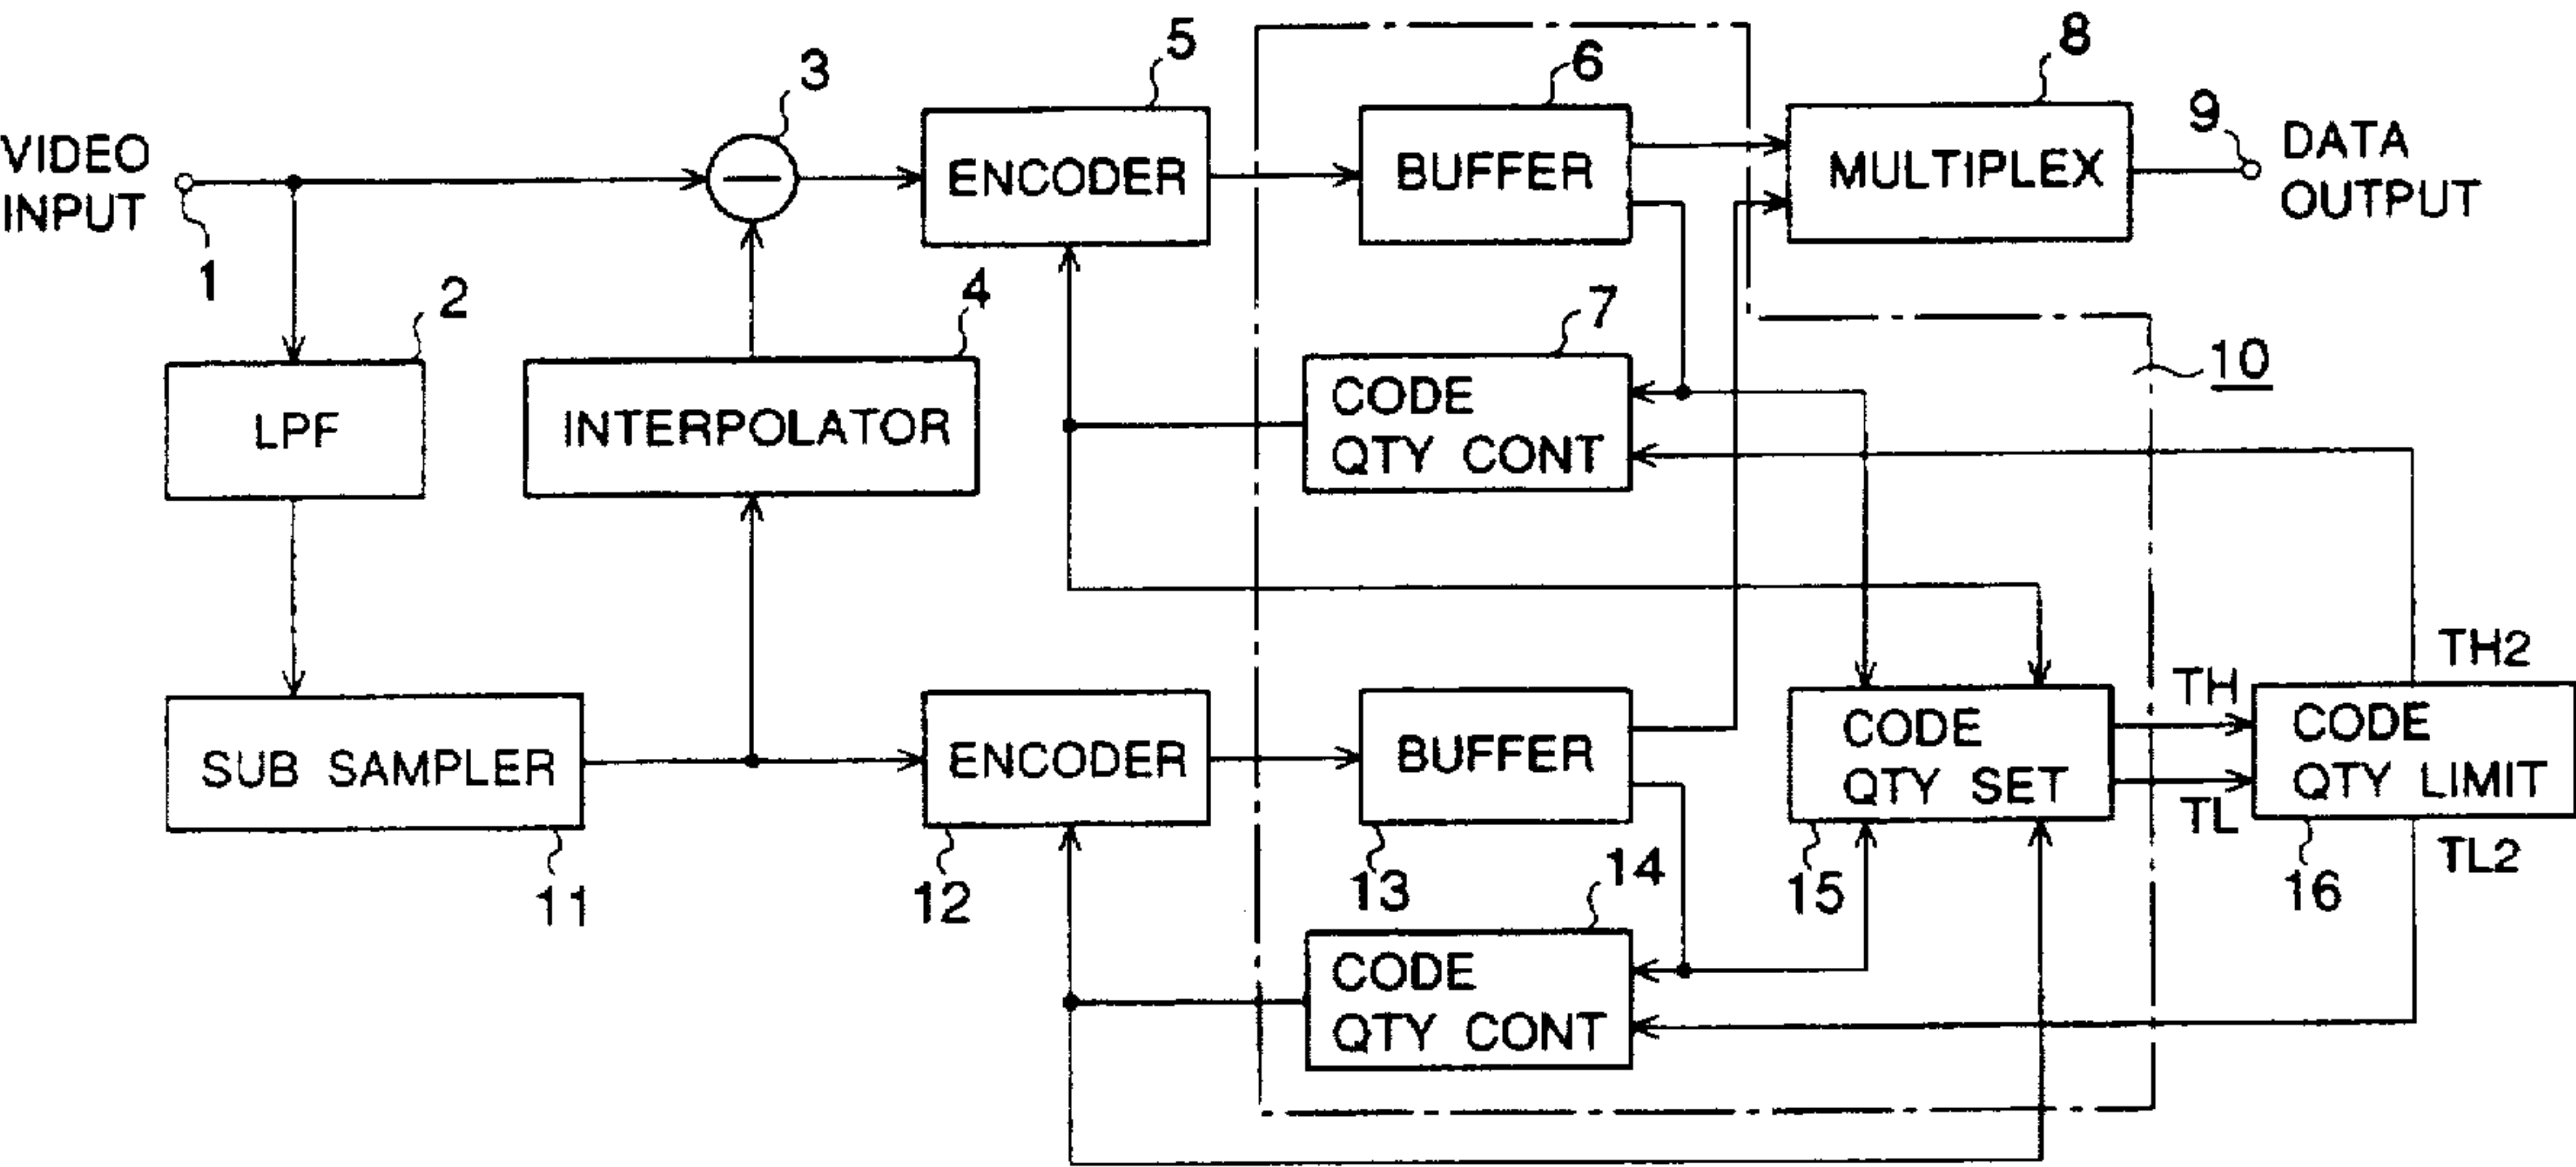 5
8
6
3
9
VIDEO
INPUT
ENCODER
BUFFER
MULTIPLEX
DATA
OUTPUT
1
2
4
7
10
LPF
INTERPOLATOR
CODE
QTY CONT
TH2
TH
SUB SAMPLER
ENCODER
BUFFER
CODE
QTY SET
CODE
QTY LIMIT
TL
TL2
11
12
13
14
15
16
CODE
QTY CONT